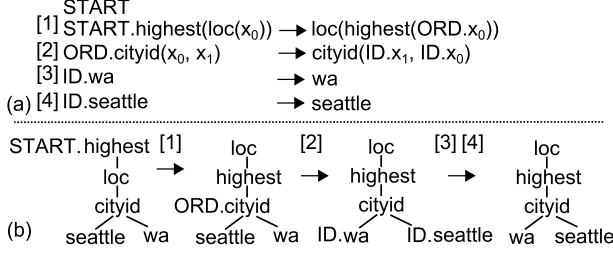 START
[1] START.highest(loc(x0)) → loc(highest(ORD.x0))
[2] ORD.cityid(x0, x1) → cityid(ID.x1, ID.x0)
[3] ID.wa → wa
(a) [4] ID.seattle → seattle
START.highest [1] loc [2] loc [3] [4] loc
loc highest highest highest
cityid ORD.cityid cityid cityid
(b) seattle wa seattle wa ID.wa ID.seattle wa seattle